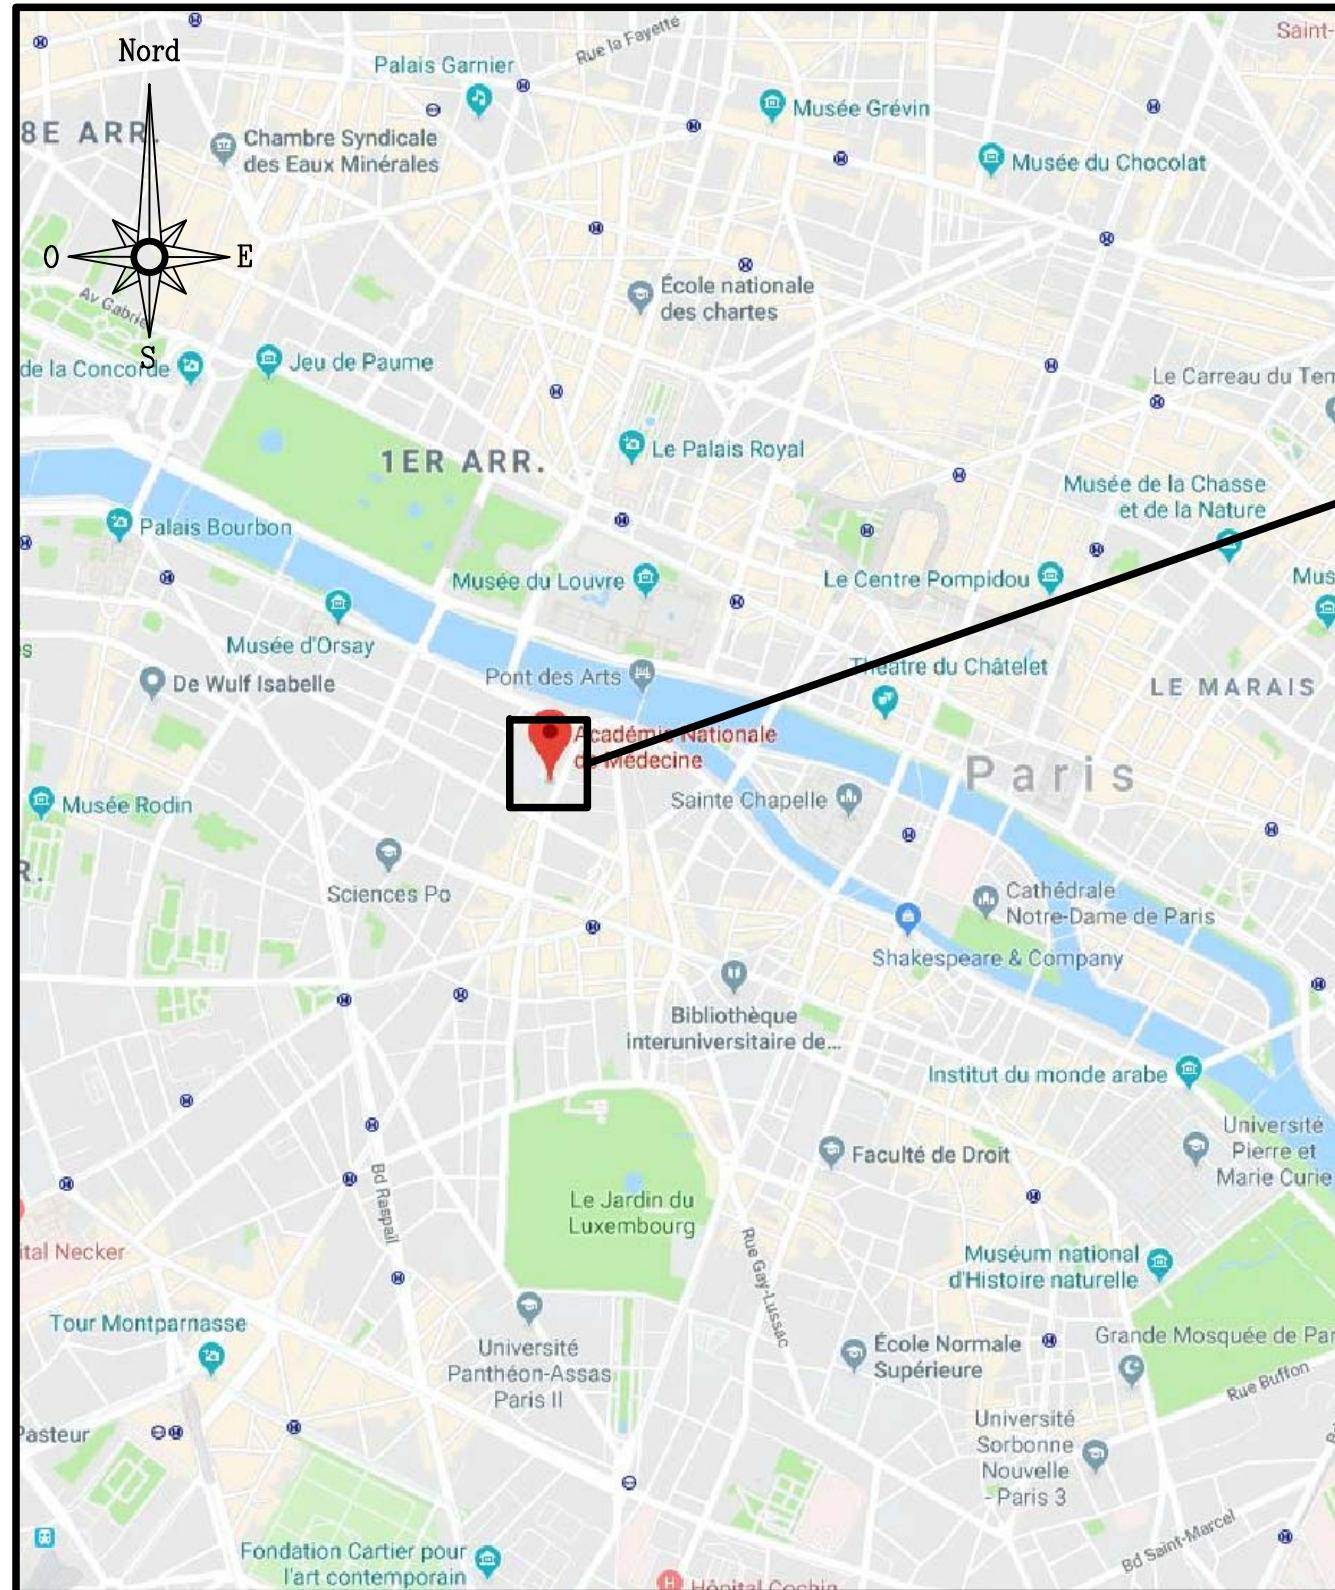 Nord
Rue la Fayette
Saint-
Palais Garnier
Musée Grévin
8E ARR.
Chambre Syndicale
des Eaux Minérales
Musée du Chocolat
O
E
S
École nationale
des chartes
Av Gabrie
de la Concorde
Jeu de Paume
Le Carreau du Tem
1ER ARR.
Le Palais Royal
Musée de la Chasse
et de la Nature
Palais Bourbon
Musée du Louvre
Le Centre Pompidou
Mus
Musée d'Orsay
s
De Wulf Isabelle
Pont des Arts
Théâtre du Châtelet
LE MARAIS
Académie Nationale
de Médecine
Paris
Musée Rodin
Sainte Chapelle
R.
Sciences Po
Cathédrale
Notre-Dame de Paris
Shakespeare & Company
Bibliothèque
interuniversitaire de...
Institut du monde arabe
Université
Pierre et
Marie Curie
Faculté de Droit
Bd Raspail
Le Jardin du
Luxembourg
Rue Gay-Lussac
ital Necker
Muséum national
d'Histoire naturelle
Tour Montparnasse
Université
Panthéon-Assas
Paris II
École Normale
Supérieure
Grande Mosquée de Par
Rue Buffon
Pasteur
Université
Sorbonne
Nouvelle
- Paris 3
Bd Saint-Marcel
Fondation Cartier pour
l'art contemporain
H
Hôpital Cochin